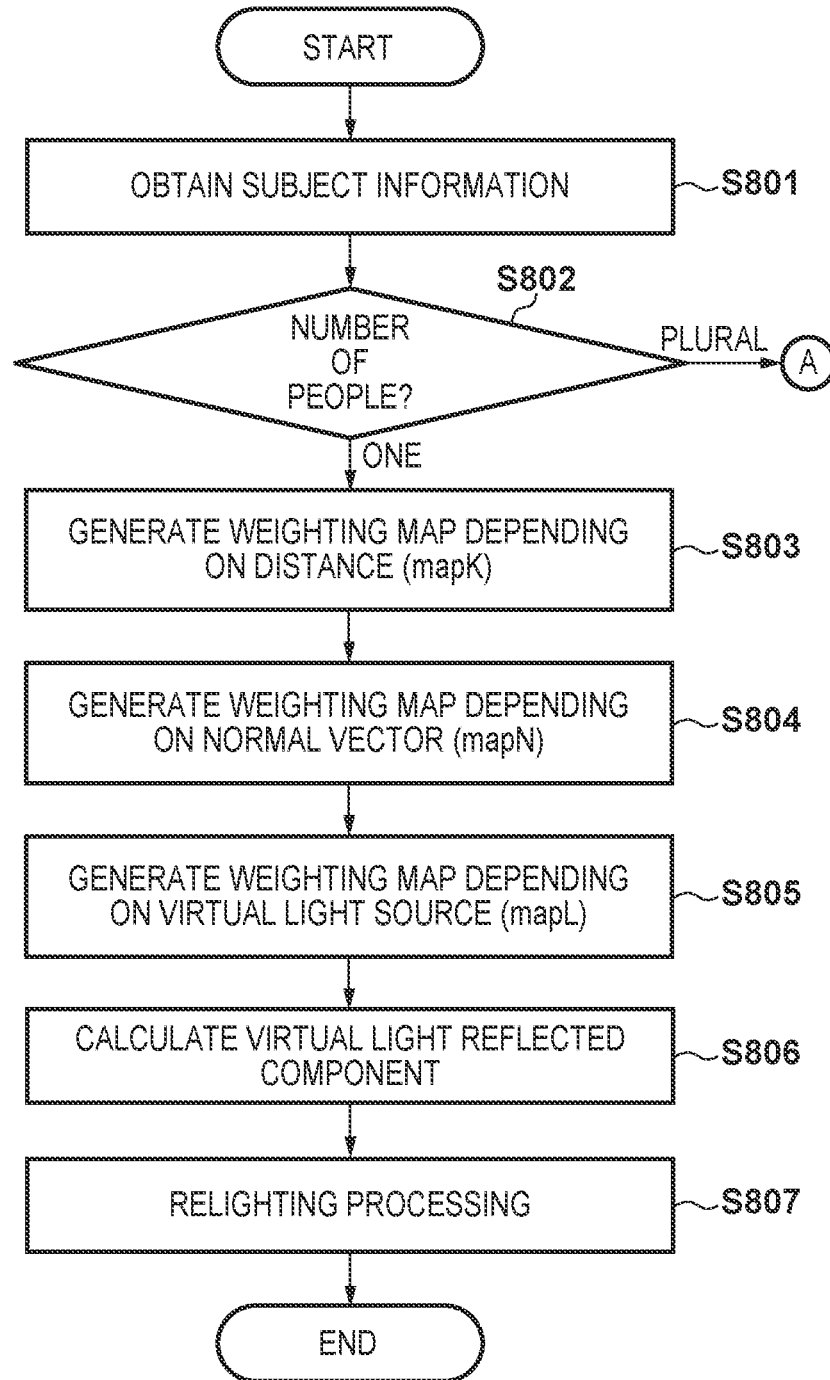 START
OBTAIN SUBJECT INFORMATION
S801
S802
NUMBER
OF
PEOPLE?
PLURAL
A
ONE
GENERATE WEIGHTING MAP DEPENDING
ON DISTANCE (mapK)
S803
GENERATE WEIGHTING MAP DEPENDING
ON NORMAL VECTOR (mapN)
S804
GENERATE WEIGHTING MAP DEPENDING
ON VIRTUAL LIGHT SOURCE (mapL)
S805
CALCULATE VIRTUAL LIGHT REFLECTED
COMPONENT
S806
RELIGHTING PROCESSING
S807
END